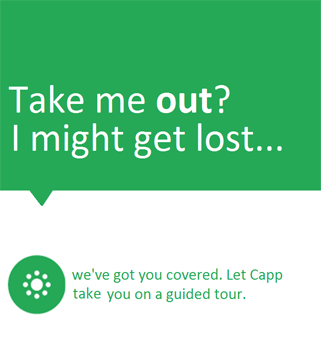 Take me out?
I might get lost...
we've got you covered. Let Capp
take you on a guided tour.